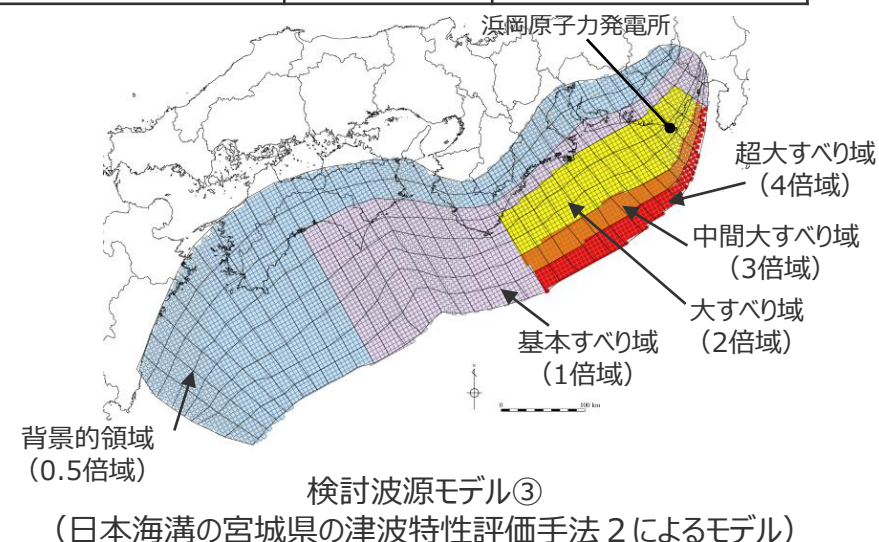 浜岡原子力発電所
超大すべり域
（4倍域）
中間大すべり域
（3倍域）
大すべり域
（2倍域）
基本すべり域
（1倍域）
0 100 km
背景的領域
（0.5倍域）
検討波源モデル③
（日本海溝の宮城県の津波特性評価手法２によるモデル）